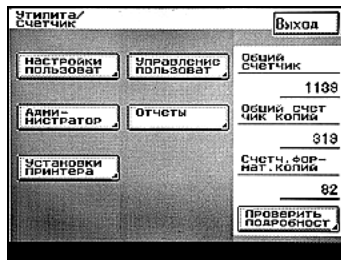 Утилита/
Счетчик
Выход
Настройки
пользоват
Управление
пользоват
Общий
счетчик
1139
Адми-
нистратор
Отчеты
Общий счет
чик копий
319
Установки
принтера
Счетч.фор-
мат.копий
82
Проверить
подробност